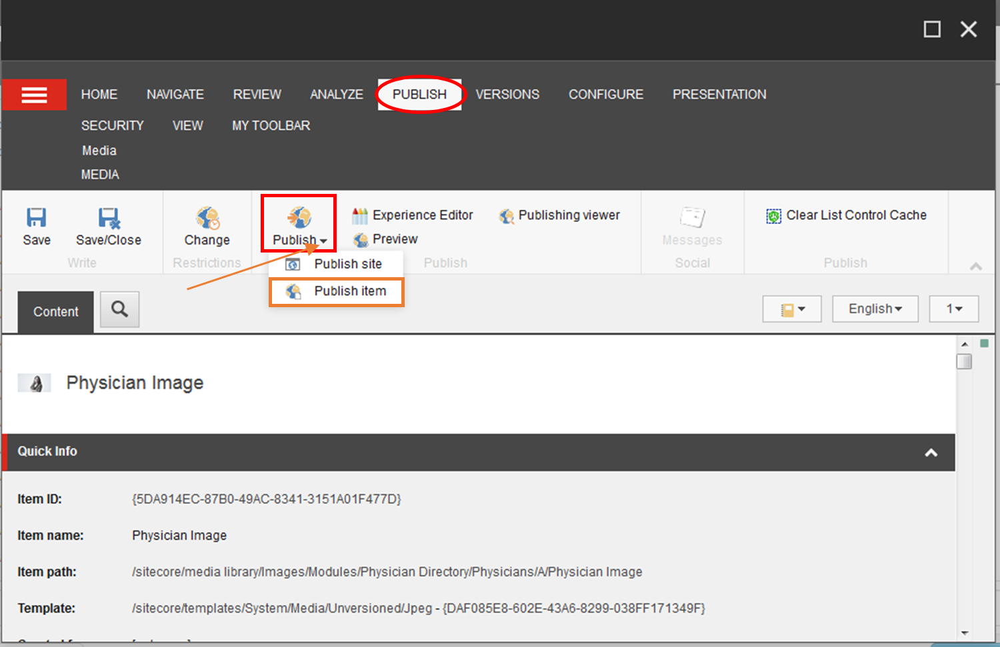 HOME NAVIGATE REVIEW ANALYZE PUBLISH VERSIONS CONFIGURE PRESENTATION
SECURITY VIEW MY TOOLBAR
Media
MEDIA
Experience Editor Publishing viewer Clear List Control Cache
Save Save/Close Change Publish Preview Messages
Write Restrictions Publish Social Publish
Publish site
Publish item
Content English 1
Physician Image
Quick Info
Item ID: {5DA914EC-87B0-49AC-8341-3151A01F477D}
Item name: Physician Image
Item path: /sitecore/media library/Images/Modules/Physician Directory/Physicians/A/Physician Image
Template: /sitecore/templates/System/Media/Unversioned/Jpeg - {DAF085E8-602E-43A6-8299-038FF171349F}